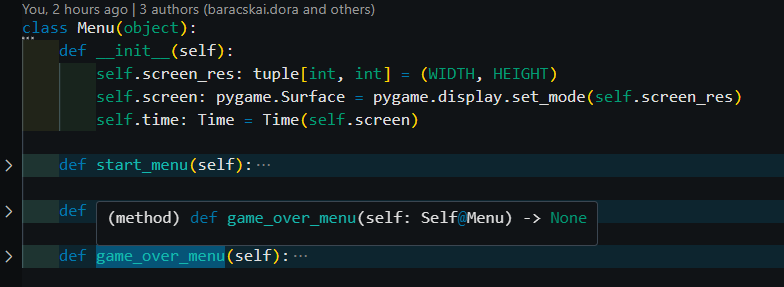 You, 2 hours ago | 3 authors (baracskai.dora and others)
class Menu(object):
    def __init__(self):
        self.screen_res: tuple[int, int] = (WIDTH, HEIGHT)
        self.screen: pygame.Surface = pygame.display.set_mode(self.screen_res)
        self.time: Time = Time(self.screen)
    def start_menu(self):···
    def
(method) def game_over_menu(self: Self@Menu) -> None
    def game_over_menu(self):···